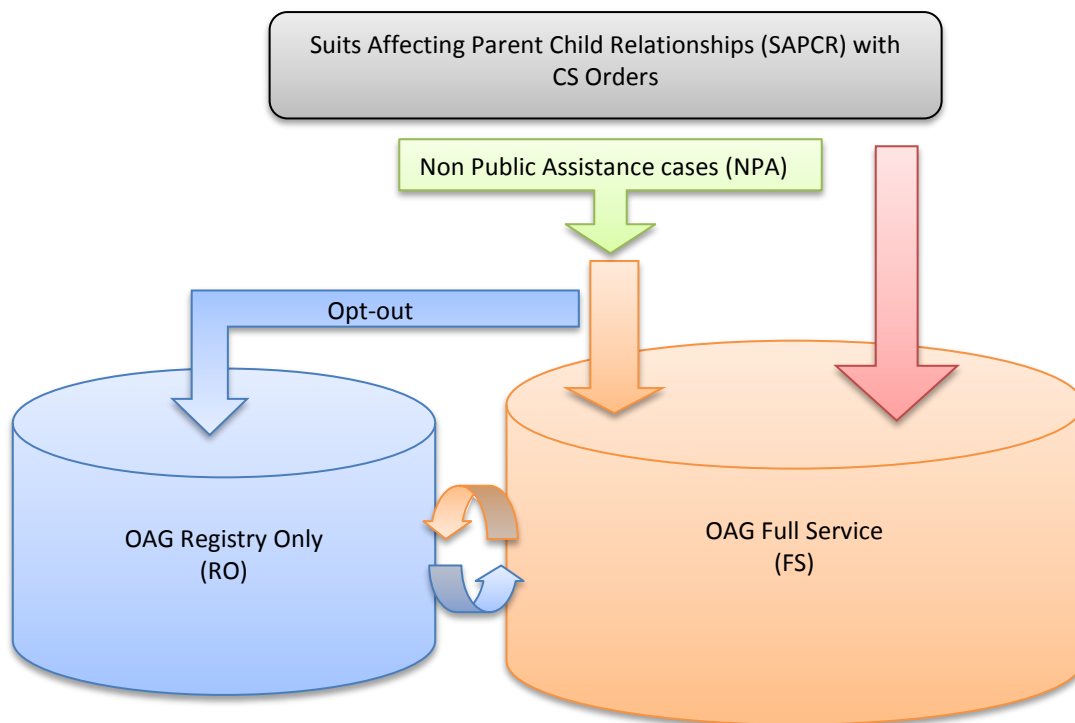 Suits Affecting Parent Child Relationships (SAPCR) with
CS Orders
Non Public Assistance cases (NPA)
Opt-out
OAG Registry Only
(RO)
OAG Full Service
(FS)